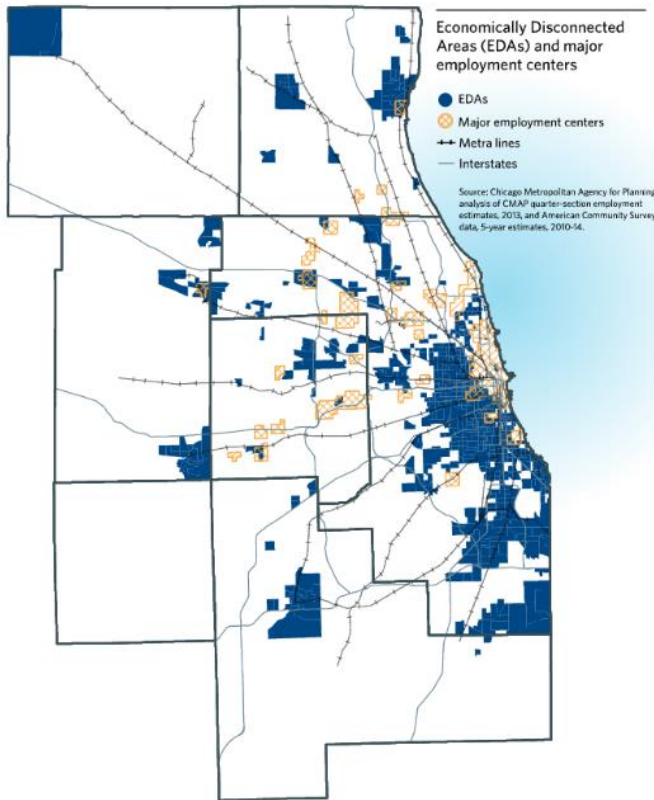 Economically Disconnected
Areas (EDAs) and major
employment centers
EDAs
Major employment centers
Metra lines
Interstates
Source: Chicago Metropolitan Agency for Planning
analysis of CMAP quarter-section employment
estimates, 2013, and American Community Survey
data, 5-year estimates, 2010-14.